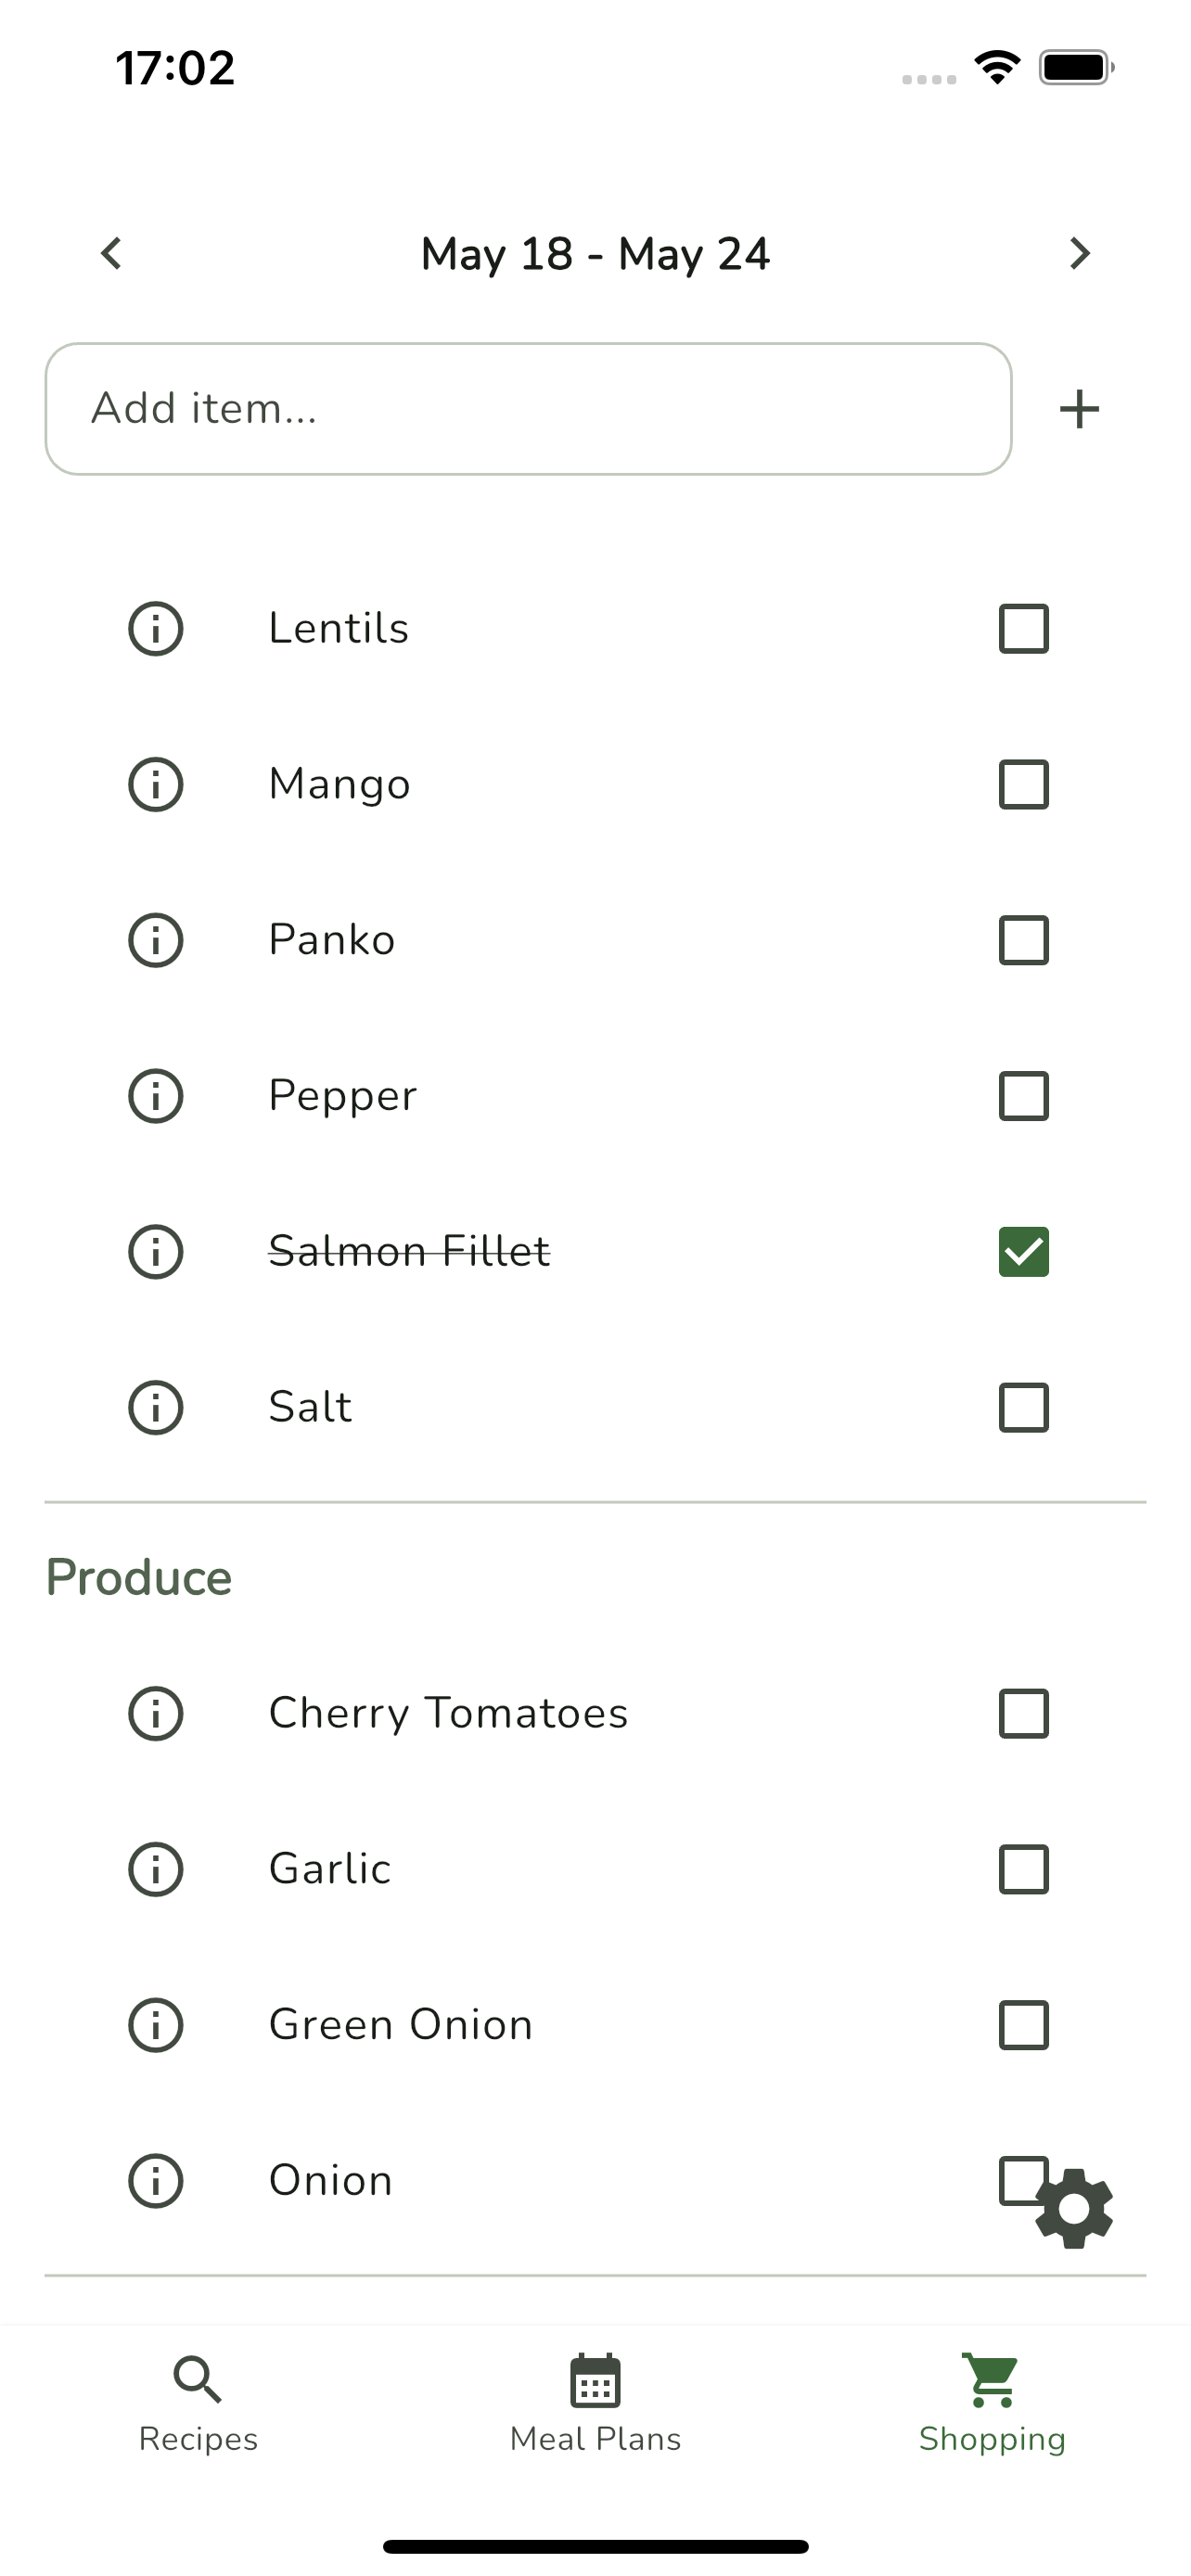 17:02
May 18 - May 24
Add item...
Lentils
Mango
Panko
Pepper
Salmon Fillet
Salt
Produce
Cherry Tomatoes
Garlic
Green Onion
Onion
Recipes
Meal Plans
Shopping